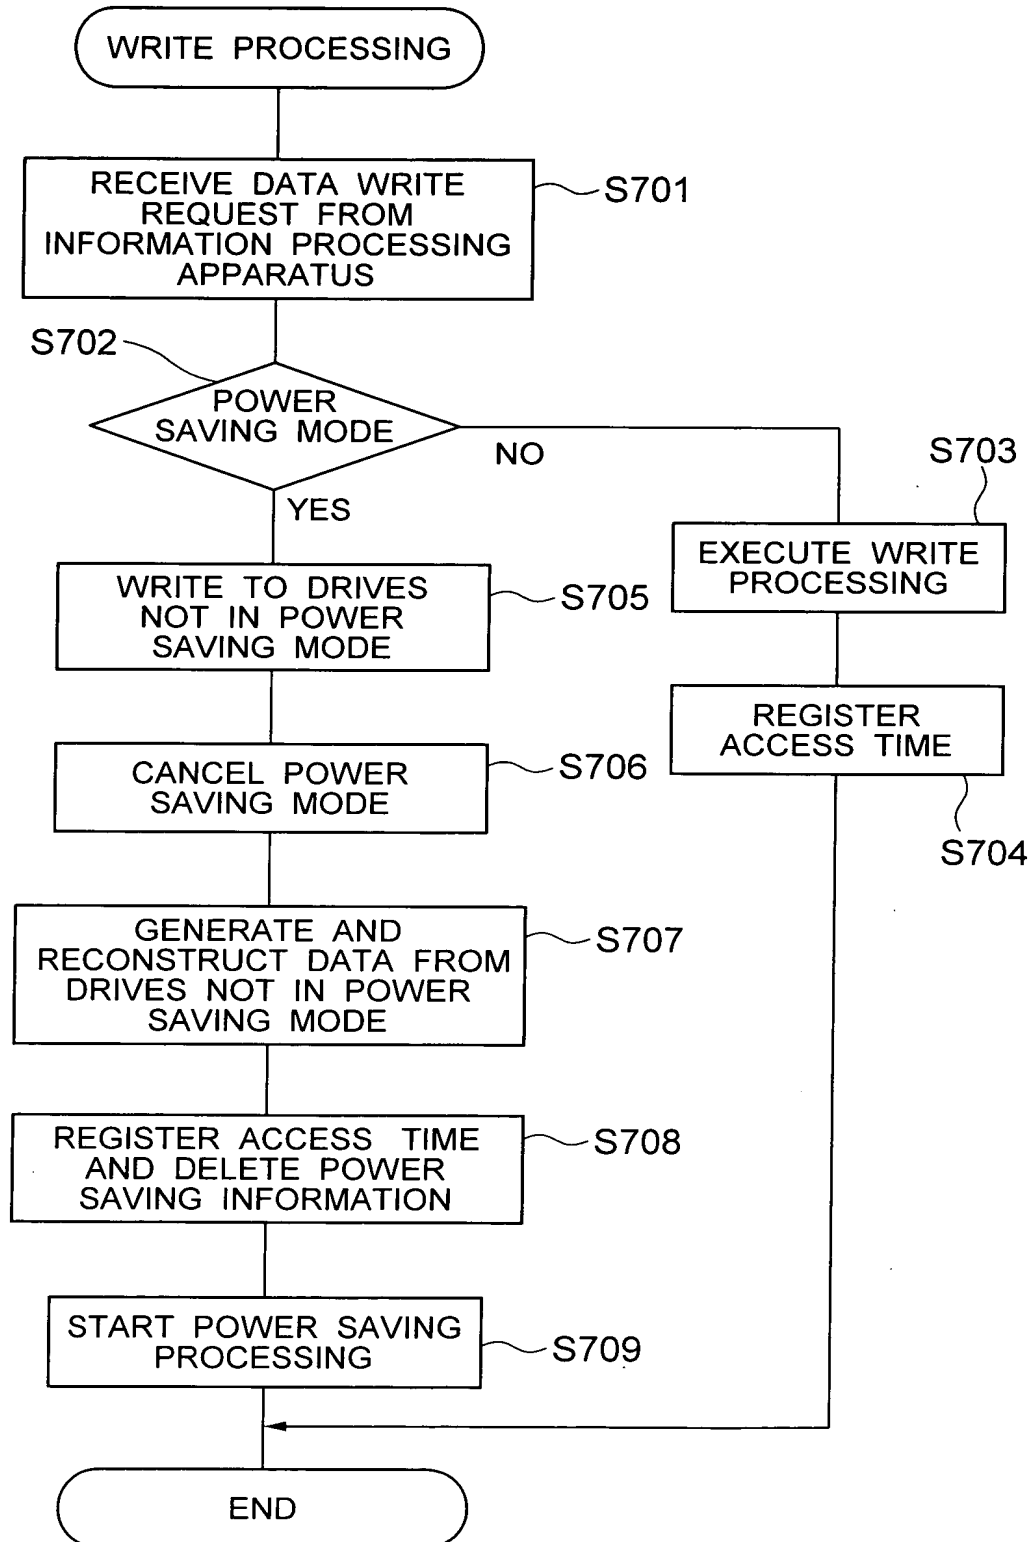 WRITE PROCESSING
RECEIVE DATA WRITE
REQUEST FROM
INFORMATION PROCESSING
APPARATUS
S701
S702
POWER
SAVING MODE
NO
YES
S703
EXECUTE WRITE
PROCESSING
WRITE TO DRIVES
NOT IN POWER
SAVING MODE
S705
REGISTER
ACCESS TIME
S704
CANCEL POWER
SAVING MODE
S706
GENERATE AND
RECONSTRUCT DATA FROM
DRIVES NOT IN POWER
SAVING MODE
S707
REGISTER ACCESS TIME
AND DELETE POWER
SAVING INFORMATION
S708
START POWER SAVING
PROCESSING
S709
END